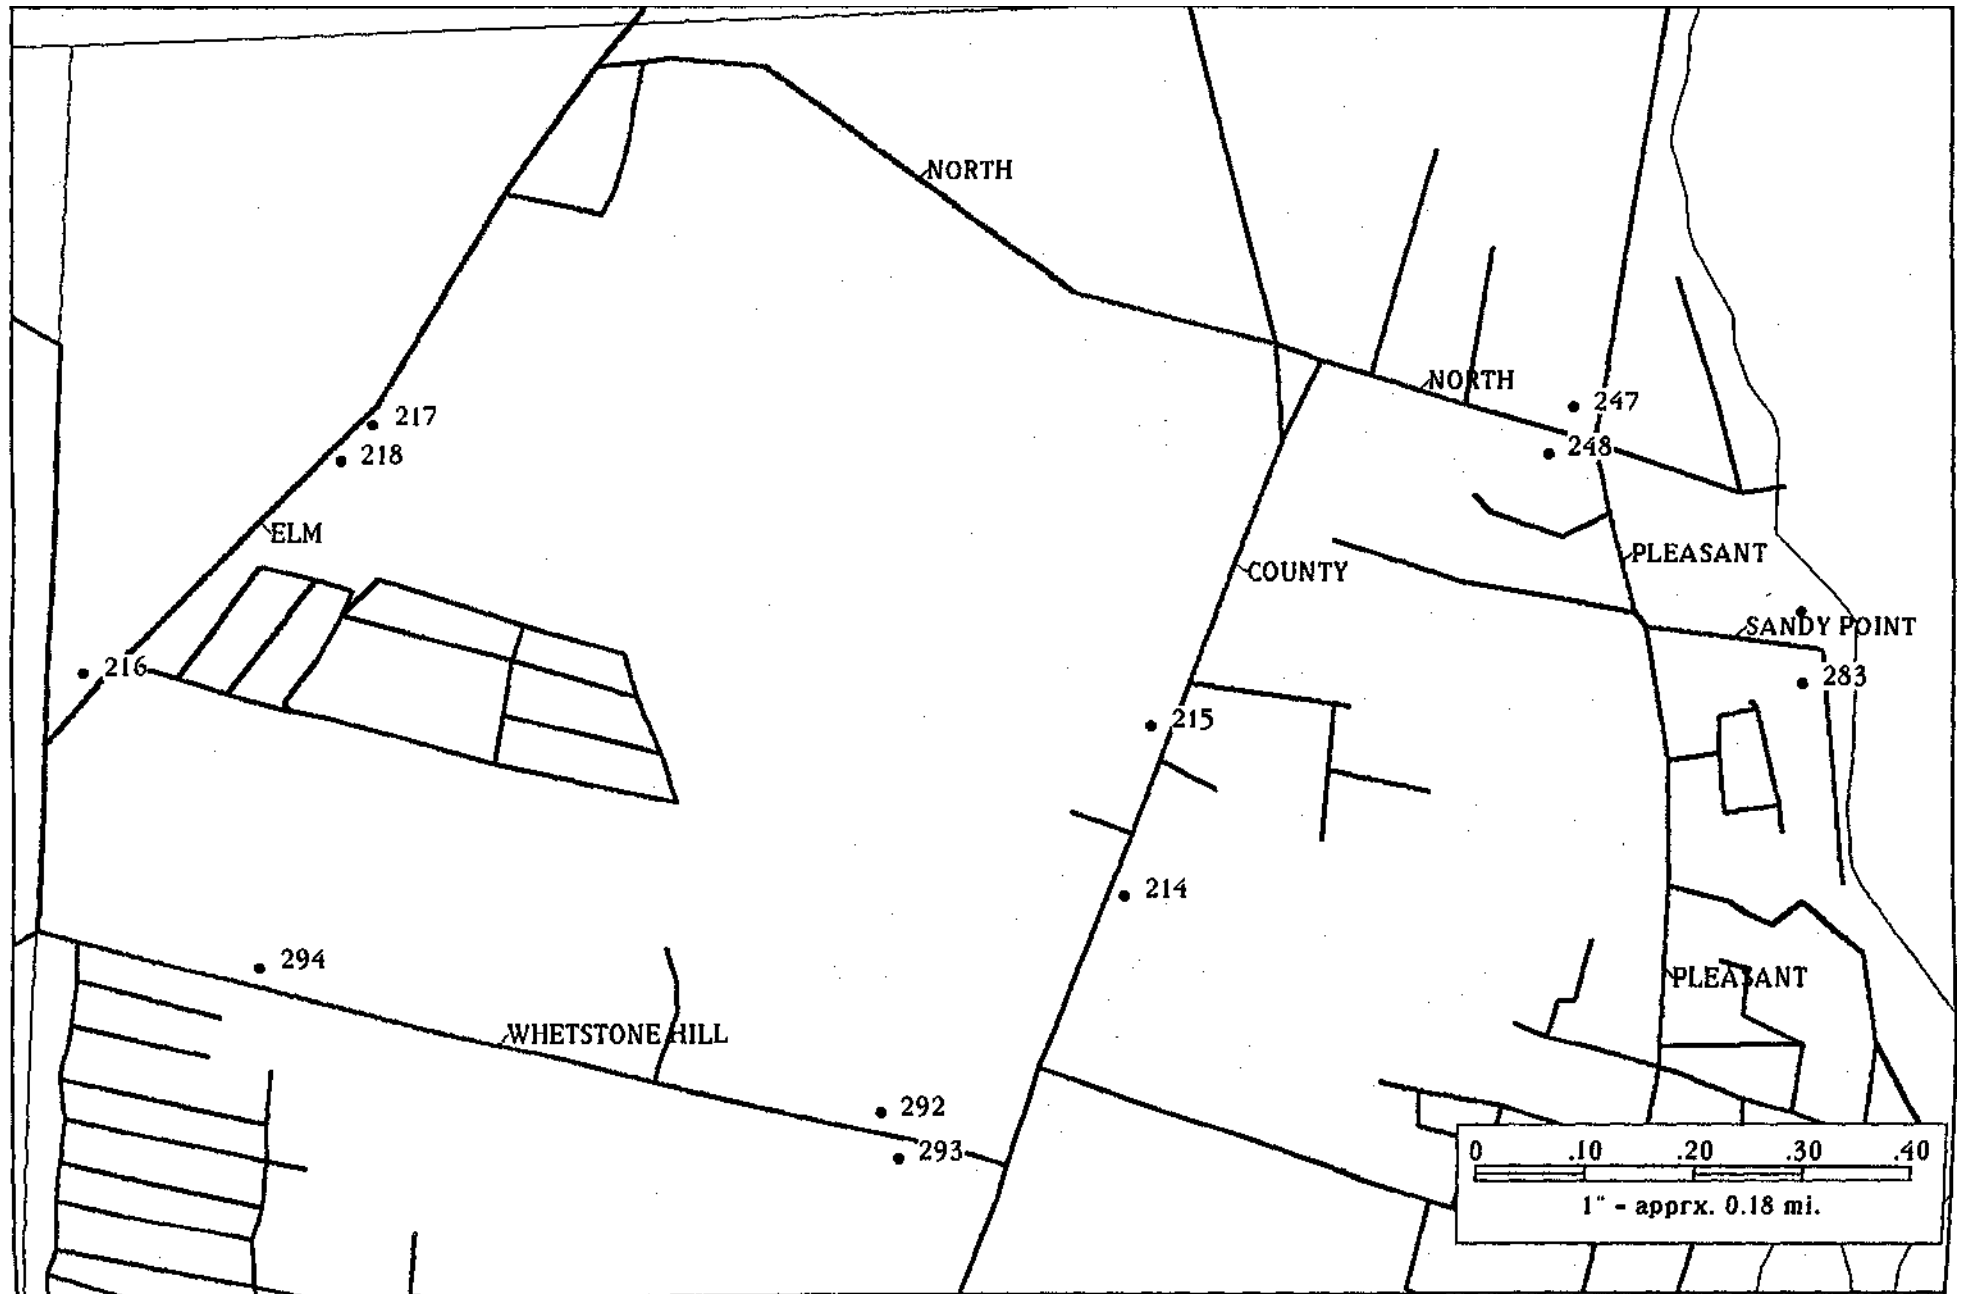 NORTH
NORTH
247
217
248
218
ELM
PLEASANT
COUNTY
SANDY POINT
216
283
215
214
294
PLEASANT
WHETSTONE HILL
292
293
0 .10 .20 .30 .40
1" - apprx. 0.18 mi.